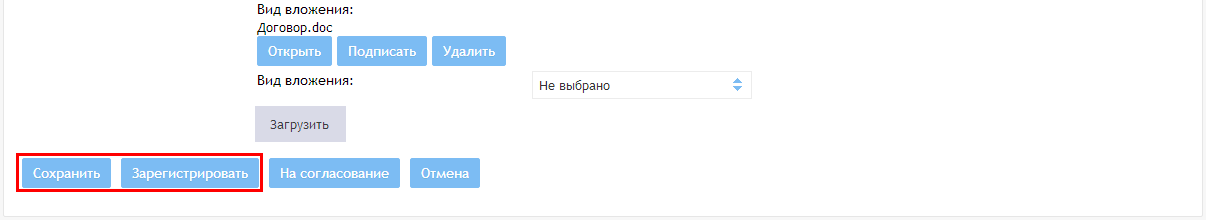 Вид вложения:
Договор.doc
Открыть Подписать Удалить
Вид вложения: Не выбрано
Загрузить
Сохранить Зарегистрировать На согласование Отмена